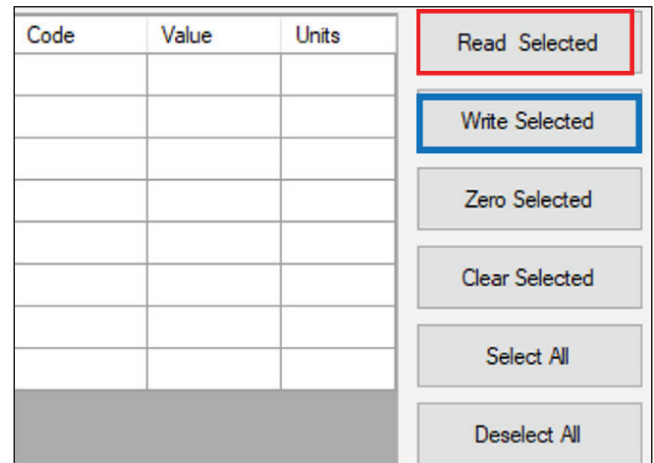 Code Value Units
Read Selected
Write Selected
Zero Selected
Clear Selected
Select All
Deselect All